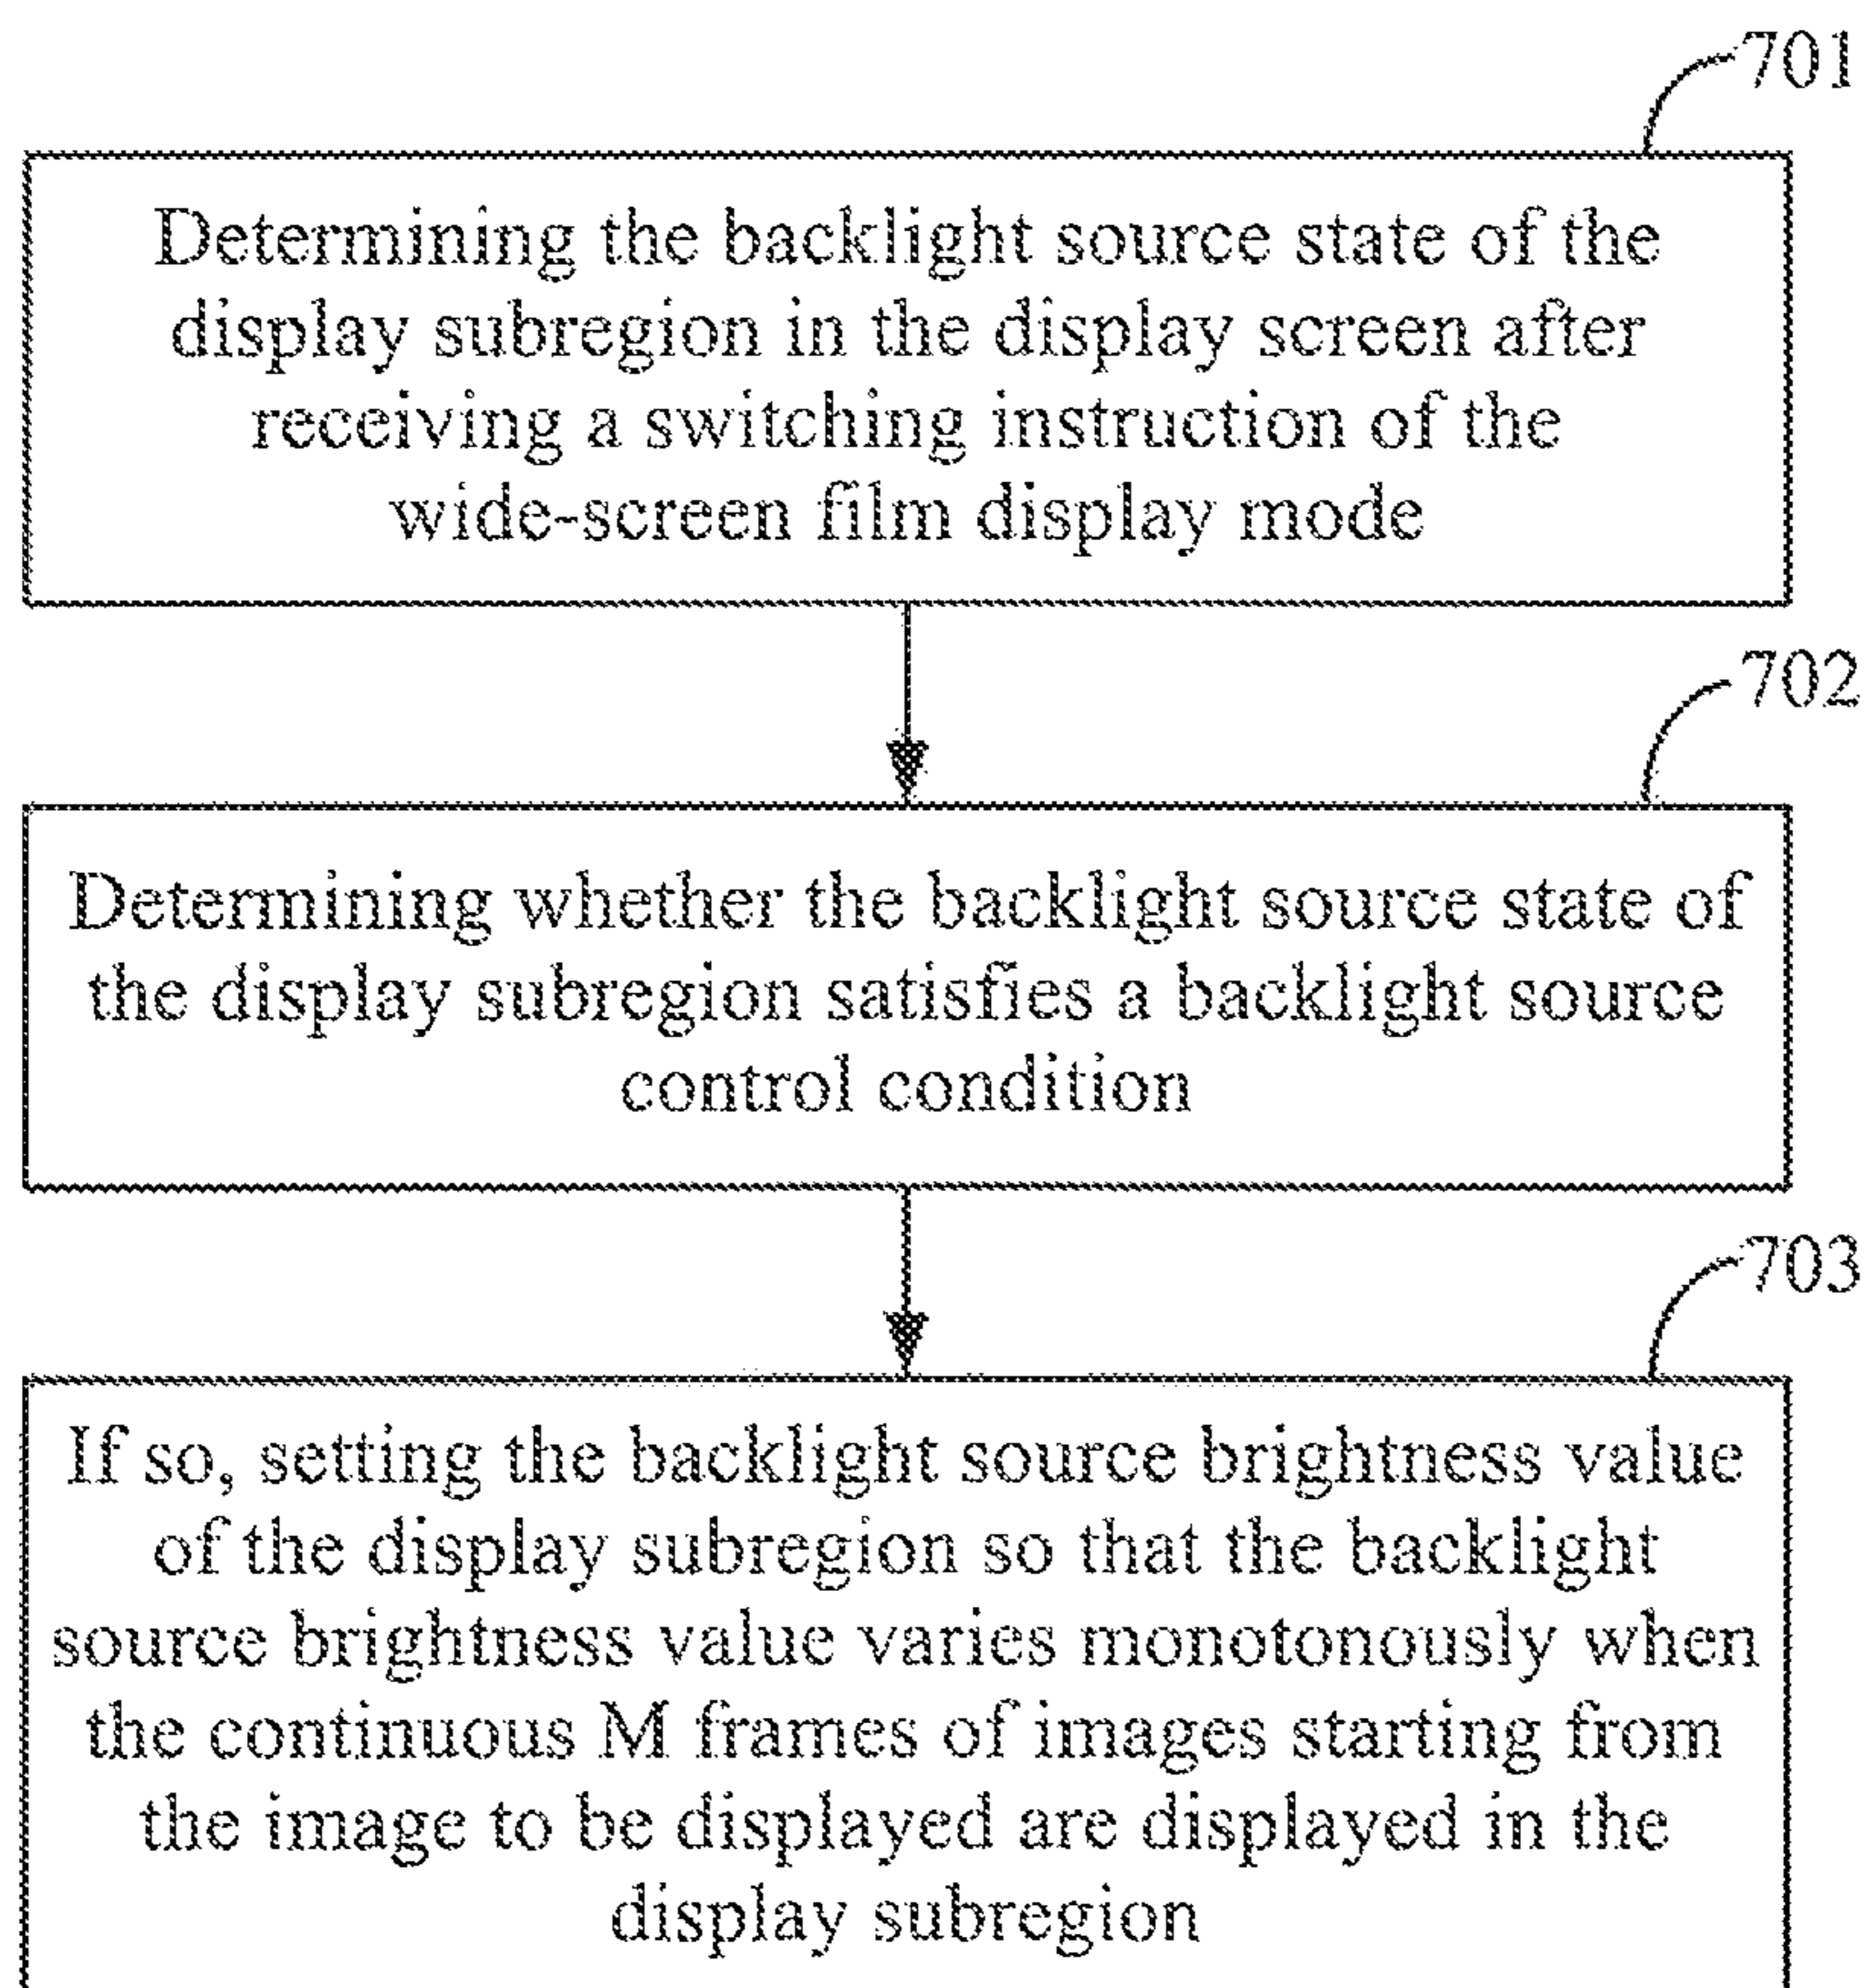 701
Determining the backlight source state of the
display subregion in the display screen after
receiving a switching instruction of the
wide-screen film display mode
702
Determining whether the backlight source state of
the display subregion satisfies a backlight source
control condition
703
If so, setting the backlight source brightness value
of the display subregion so that the backlight
source brightness value varies monotonously when
the continuous M frames of images starting from
the image to be displayed are displayed in the
display subregion